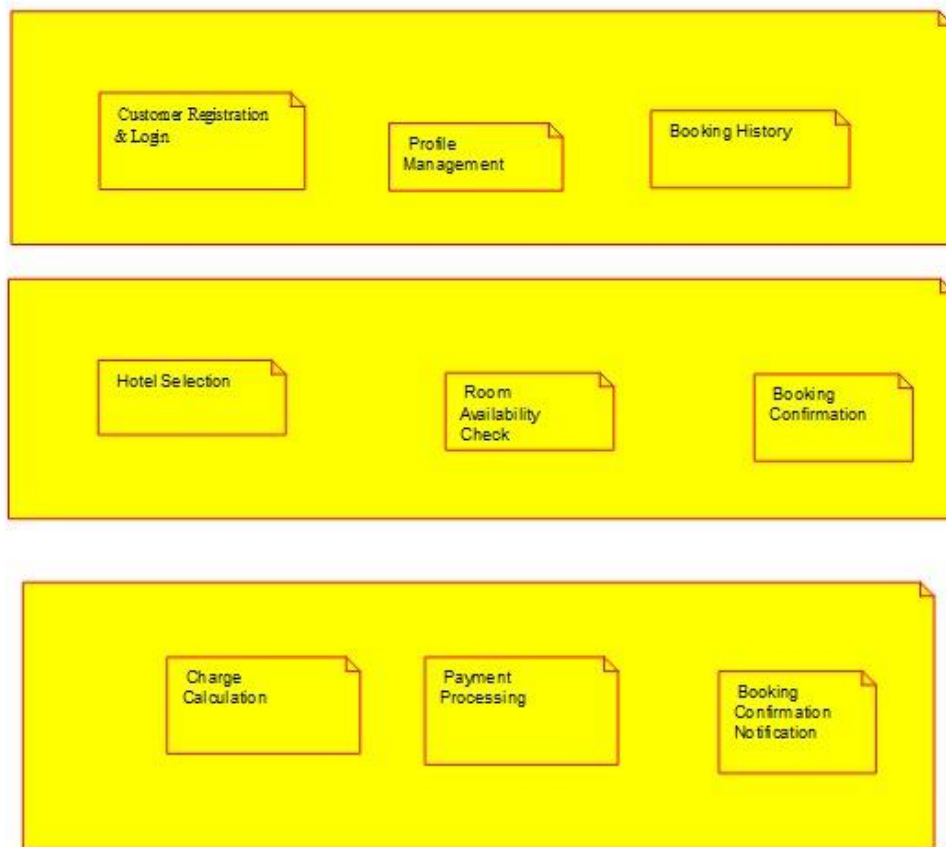 Customer Registration
& Login
Profile
Management
Booking History
Hotel Selection
Room
Availability
Check
Booking
Confirmation
Charge
Calculation
Payment
Processing
Booking
Confirmation
Notification